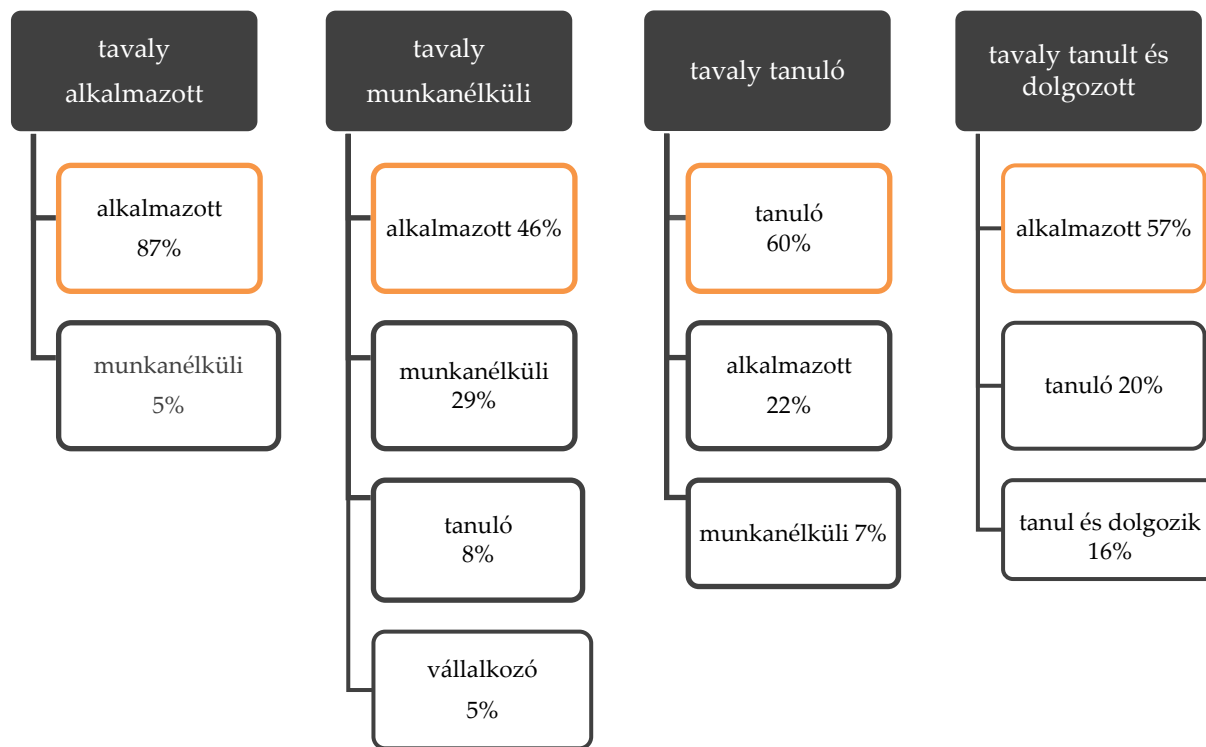 tavaly
alkalmazott
alkalmazott
87%
munkanélküli
5%
tavaly
munkanélküli
alkalmazott 46%
munkanélküli
29%
tanuló
8%
vállalkozó
5%
tavaly tanuló
tanuló
60%
alkalmazott
22%
munkanélküli 7%
tavaly tanult és
dolgozott
alkalmazott 57%
tanuló 20%
tanul és dolgozik
16%